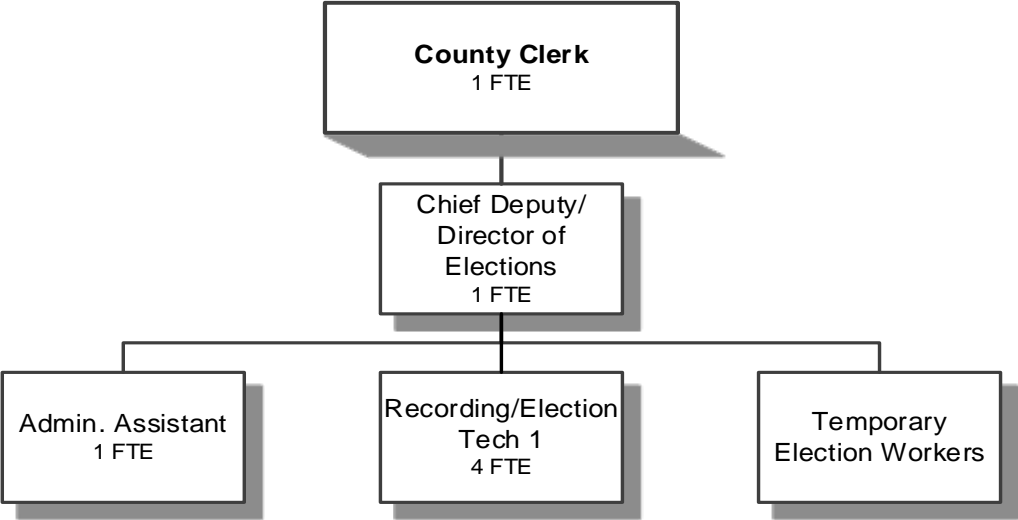 County Clerk
1 FTE
Chief Deputy/
Director of
Elections
1 FTE
Admin. Assistant
1 FTE
Recording/Election
Tech 1
4 FTE
Temporary
Election Workers